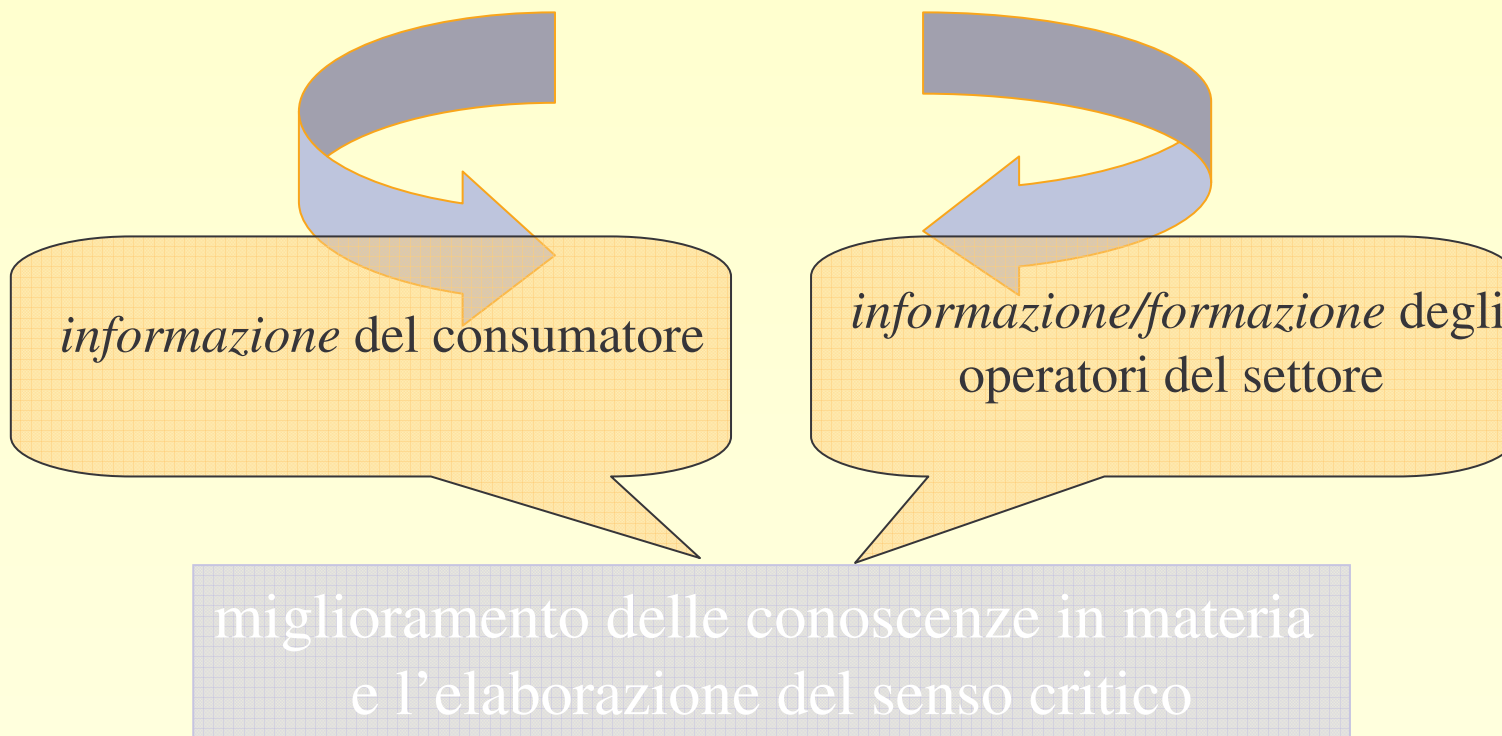 informazione del consumatore
informazione/formazione degli
operatori del settore
miglioramento delle conoscenze in materia
e l’elaborazione del senso critico